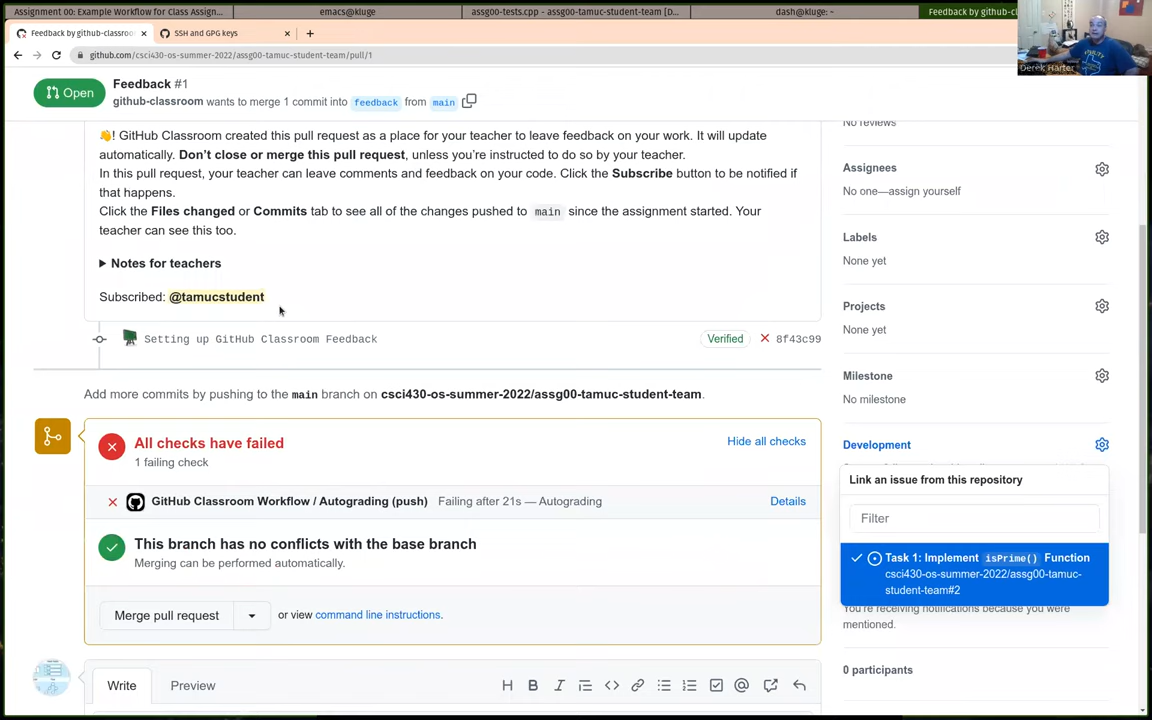 Assignment 00: Example Workflow for Class Assign...
emacs@kluge
assg00-tests.cpp - assg00-tamuc-student-team [D...
dash@kluge: ~
Feedback by github-cl
Feedback by github-classroo
SSH and GPG keys
github.com/csci430-os-summer-2022/assg00-tamuc-student-team/pull/1
Derek Harter
Open
Feedback #1
github-classroom wants to merge 1 commit into feedback from main
👋! GitHub Classroom created this pull request as a place for your teacher to leave feedback on your work. It will update
automatically. Don't close or merge this pull request, unless you're instructed to do so by your teacher.
In this pull request, your teacher can leave comments and feedback on your code. Click the Subscribe button to be notified if
that happens.
Click the Files changed or Commits tab to see all of the changes pushed to main since the assignment started. Your
teacher can see this too.
Notes for teachers
Subscribed: @tamucstudent
Setting up GitHub Classroom Feedback
Verified
8f43c99
Add more commits by pushing to the main branch on csci430-os-summer-2022/assg00-tamuc-student-team.
All checks have failed
1 failing check
Hide all checks
GitHub Classroom Workflow / Autograding (push) Failing after 21s — Autograding
Details
This branch has no conflicts with the base branch
Merging can be performed automatically.
Merge pull request
or view command line instructions.
Write
Preview
No reviews
Assignees
No one—assign yourself
Labels
None yet
Projects
None yet
Milestone
No milestone
Development
Link an issue from this repository
Filter
Task 1: Implement isPrime() Function
csci430-os-summer-2022/assg00-tamuc-
student-team#2
You're receiving notifications because you were
mentioned.
0 participants